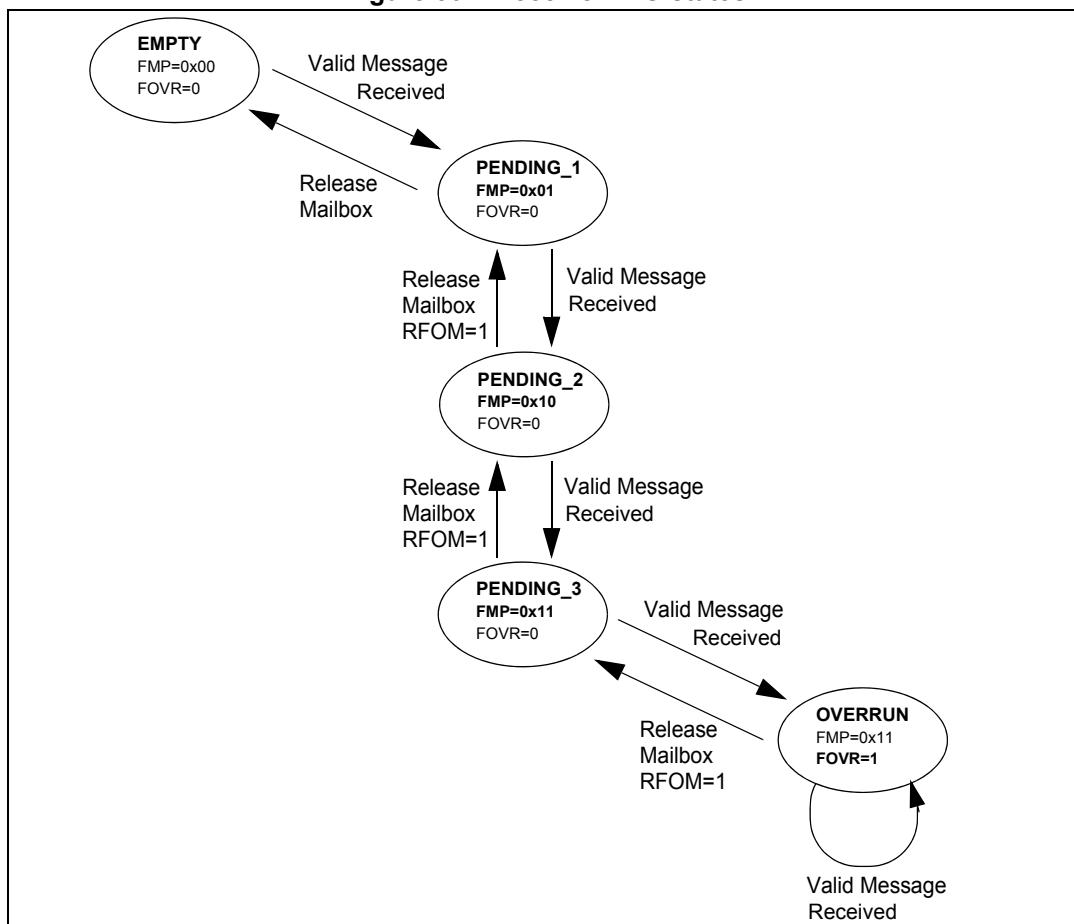 EMPTY
FMP=0x00
FOVR=0
Valid Message
Received
Release
Mailbox
PENDING_1
FMP=0x01
FOVR=0
Release
Mailbox
RFOM=1
Valid Message
Received
PENDING_2
FMP=0x10
FOVR=0
Release
Mailbox
RFOM=1
Valid Message
Received
PENDING_3
FMP=0x11
FOVR=0
Valid Message
Received
Release
Mailbox
RFOM=1
OVERRUN
FMP=0x11
FOVR=1
Valid Message
Received